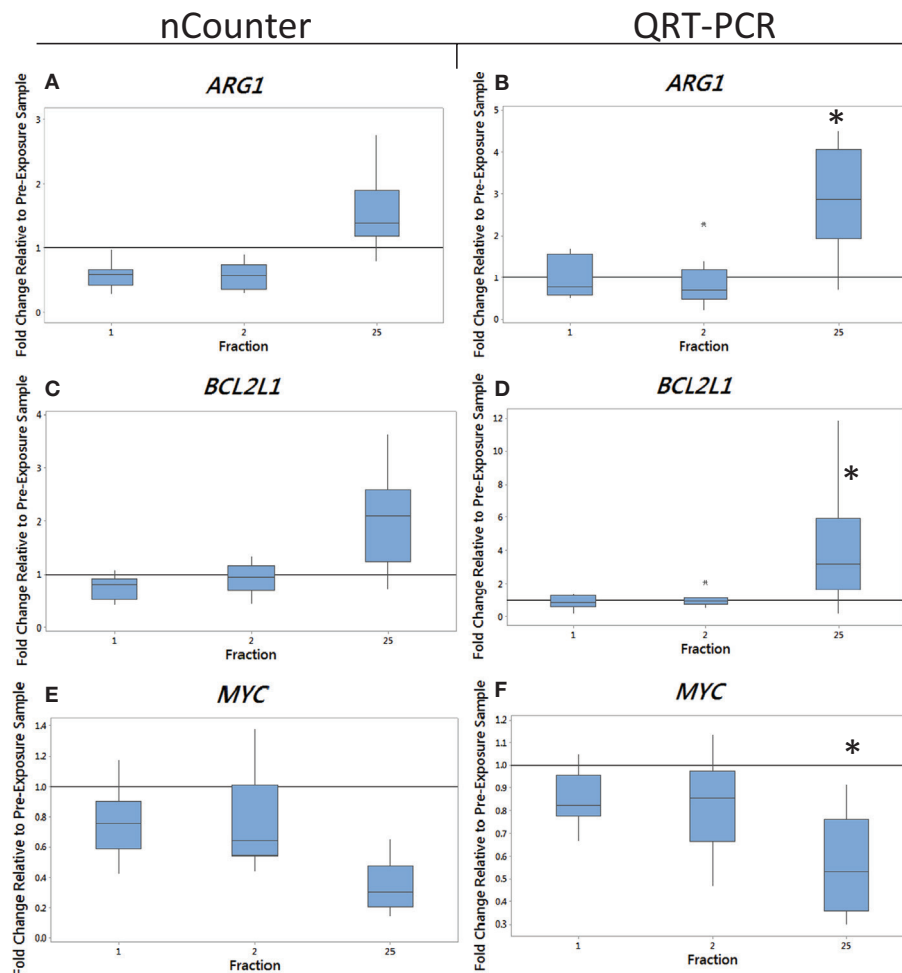 nCounter
QRT-PCR
A
ARG1
Fold Change Relative to Pre-Exposure Sample
3
2
1
0
1
2
25
Fraction
B
ARG1
*
Fold Change Relative to Pre-Exposure Sample
5
4
3
2
1
0
*
1
2
25
Fraction
C
BCL2L1
Fold Change Relative to Pre-Exposure Sample
4
3
2
1
0
1
2
25
Fraction
D
BCL2L1
*
Fold Change Relative to Pre-Exposure Sample
12
10
8
6
4
2
0
*
1
2
25
Fraction
E
MYC
Fold Change Relative to Pre-Exposure Sample
1.4
1.2
1.0
0.8
0.6
0.4
0.2
0.0
1
2
25
Fraction
F
MYC
*
Fold Change Relative to Pre-Exposure Sample
1.2
1.1
1.0
0.9
0.8
0.7
0.6
0.5
0.4
0.3
1
2
25
Fraction